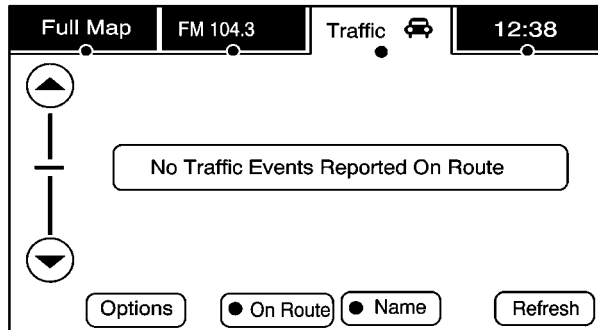 Full Map FM 104.3 Traffic 12:38
No Traffic Events Reported On Route
Options On Route Name Refresh